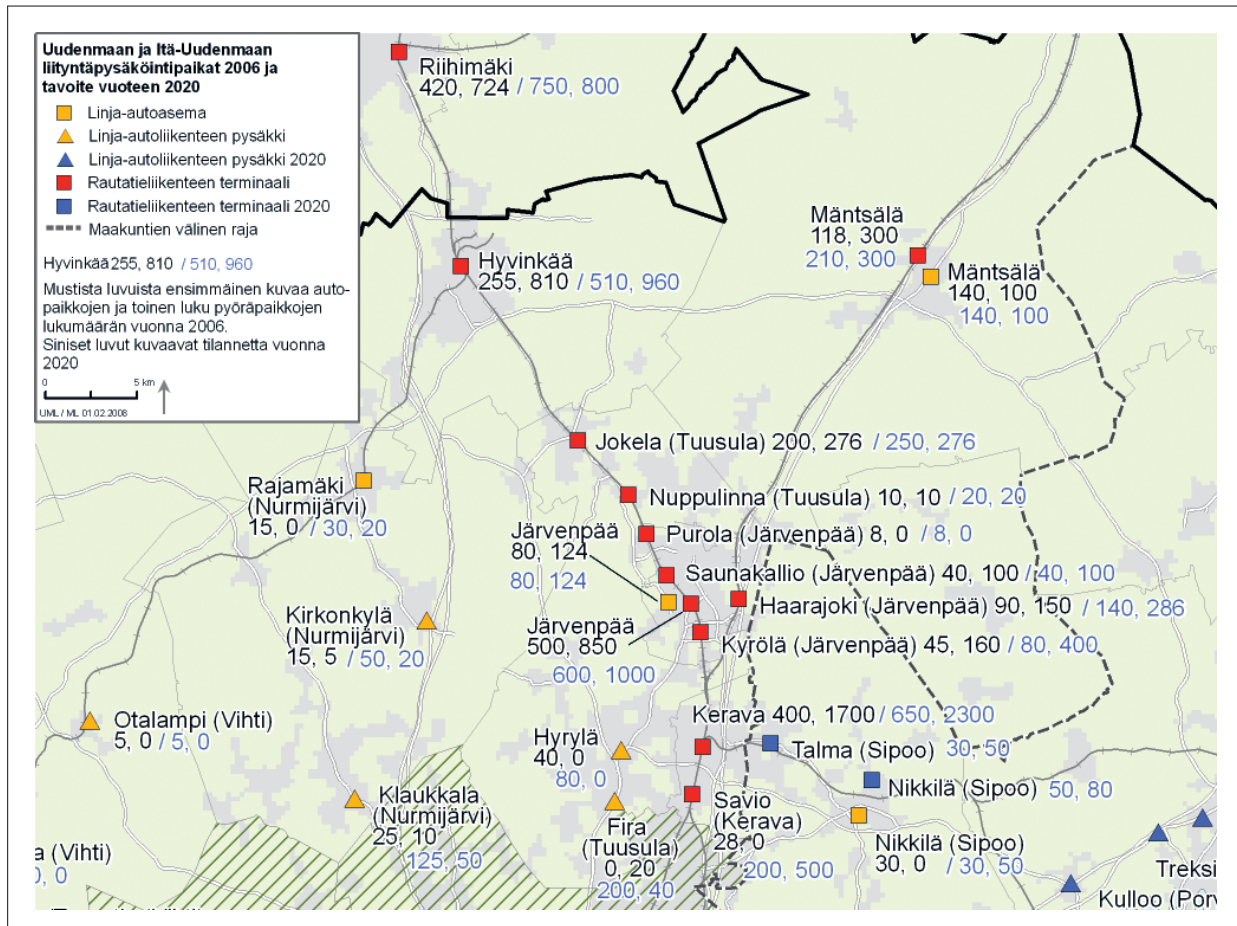 Uudenmaan ja Itä-Uudenmaan
liityntäpysäköintipaikat 2006 ja
tavoite vuoteen 2020
Linja-autoasema
Linja-autoliikenteen pysäkki
Linja-autoliikenteen pysäkki 2020
Rautatieliikenteen terminaali
Rautatieliikenteen terminaali 2020
Maakuntien välinen raja
Hyvinkää 255, 810 / 510, 960
Mustista luvuista ensimmäinen kuvaa auto-
paikkojen ja toinen luku pyöräpaikkojen
lukumäärän vuonna 2006.
Siniset luvut kuvaavat tilannetta vuonna
2020
0 5 km
UML / ML 01.02.2008
Riihimäki
420, 724 / 750, 800
Hyvinkää
255, 810 / 510, 960
Mäntsälä
118, 300
210, 300
Mäntsälä
140, 100
140, 100
Jokela (Tuusula) 200, 276 / 250, 276
Rajamäki
(Nurmijärvi)
15, 0 / 30, 20
Nuppulinna (Tuusula) 10, 10 / 20, 20
Purola (Järvenpää) 8, 0 / 8, 0
Järvenpää
80, 124
80, 124
Saunakallio (Järvenpää) 40, 100 / 40, 100
Haarajoki (Järvenpää) 90, 150 / 140, 286
Kirkonkylä
(Nurmijärvi)
15, 5 / 50, 20
Järvenpää
500, 850
600, 1000
Kyrölä (Järvenpää) 45, 160 / 80, 400
Otalampi (Vihti)
5, 0 / 5, 0
Kerava 400, 1700 / 650, 2300
Hyrylä
40, 0
80, 0
Talma (Sipoo) 30, 50
Nikkilä (Sipoo) 50, 80
Klaukkala
(Nurmijärvi)
25, 10
125, 50
Fira
(Tuusula)
0, 20
200, 40
Savio
(Kerava)
28, 0
200, 500
Nikkilä (Sipoo)
30, 0 / 30, 50
a (Vihti)
0, 0
Treksi
Kulloo (Porv